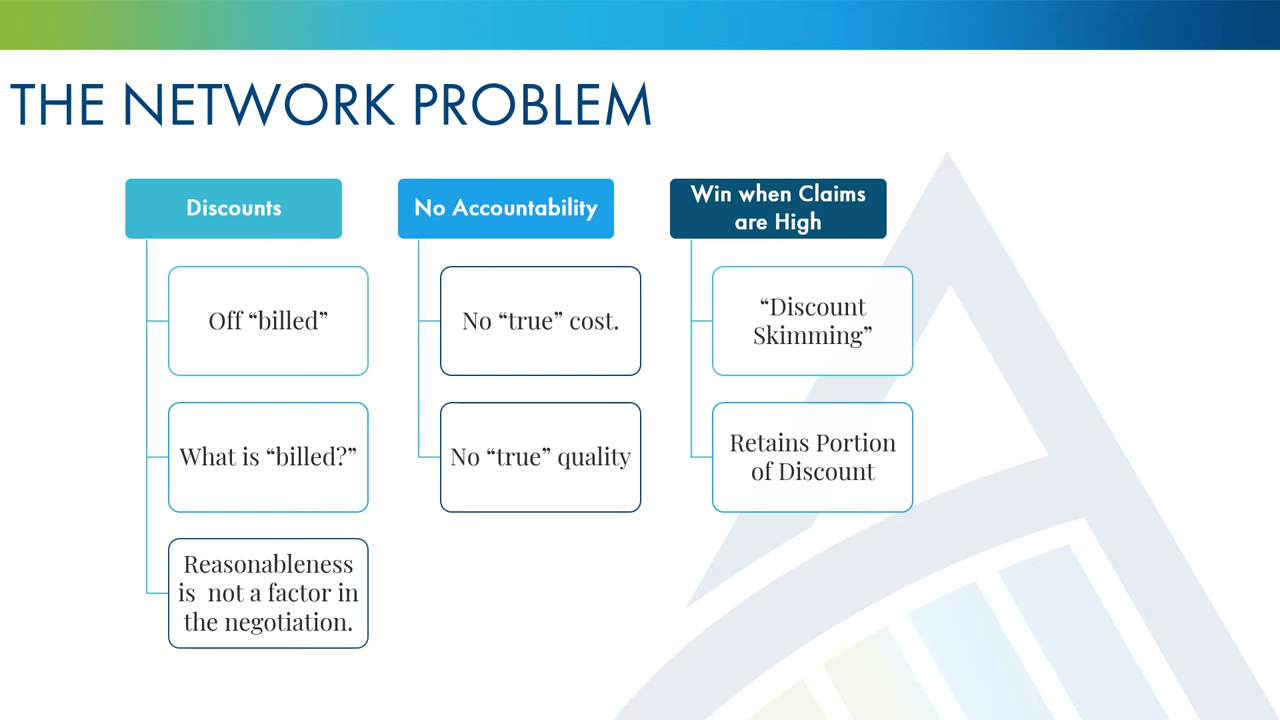 THE NETWORK PROBLEM
Discounts
Off “billed”
What is “billed?”
Reasonableness
is not a factor in
the negotiation.
No Accountability
No “true” cost.
No “true” quality
Win when Claims
are High
“Discount
Skimming”
Retains Portion
of Discount